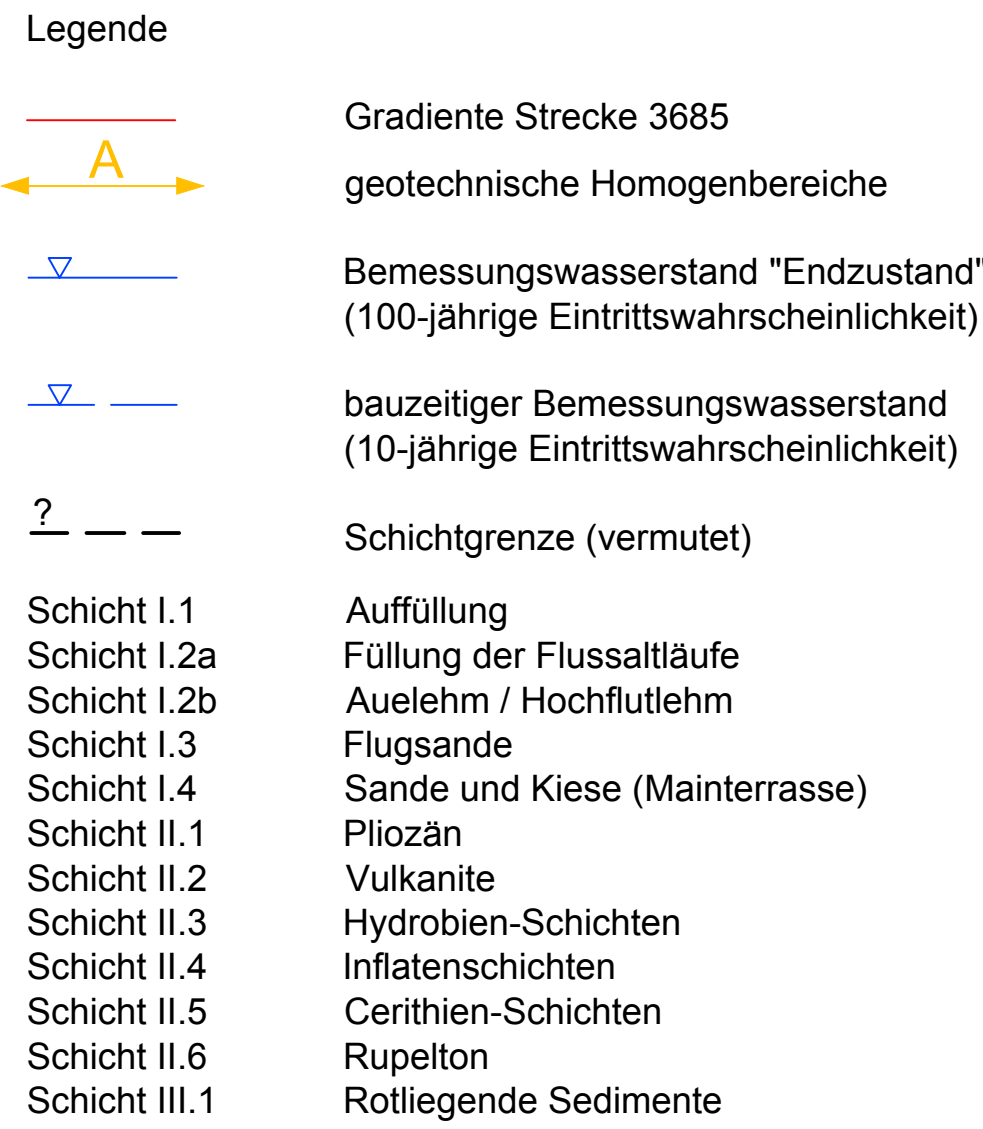 Legende
Gradiente Strecke 3685
A
geotechnische Homogenbereiche
Bemessungswasserstand "Endzustand"
(100-jährige Eintrittswahrscheinlichkeit)
bauzeitiger Bemessungswasserstand
(10-jährige Eintrittswahrscheinlichkeit)
?
Schichtgrenze (vermutet)
Schicht I.1 Auffüllung
Schicht I.2a Füllung der Flussaltläufe
Schicht I.2b Auelehm / Hochflutlehm
Schicht I.3 Flugsande
Schicht I.4 Sande und Kiese (Mainterrasse)
Schicht II.1 Pliozän
Schicht II.2 Vulkanite
Schicht II.3 Hydrobien-Schichten
Schicht II.4 Inflatenschichten
Schicht II.5 Cerithien-Schichten
Schicht II.6 Rupelton
Schicht III.1 Rotliegende Sedimente